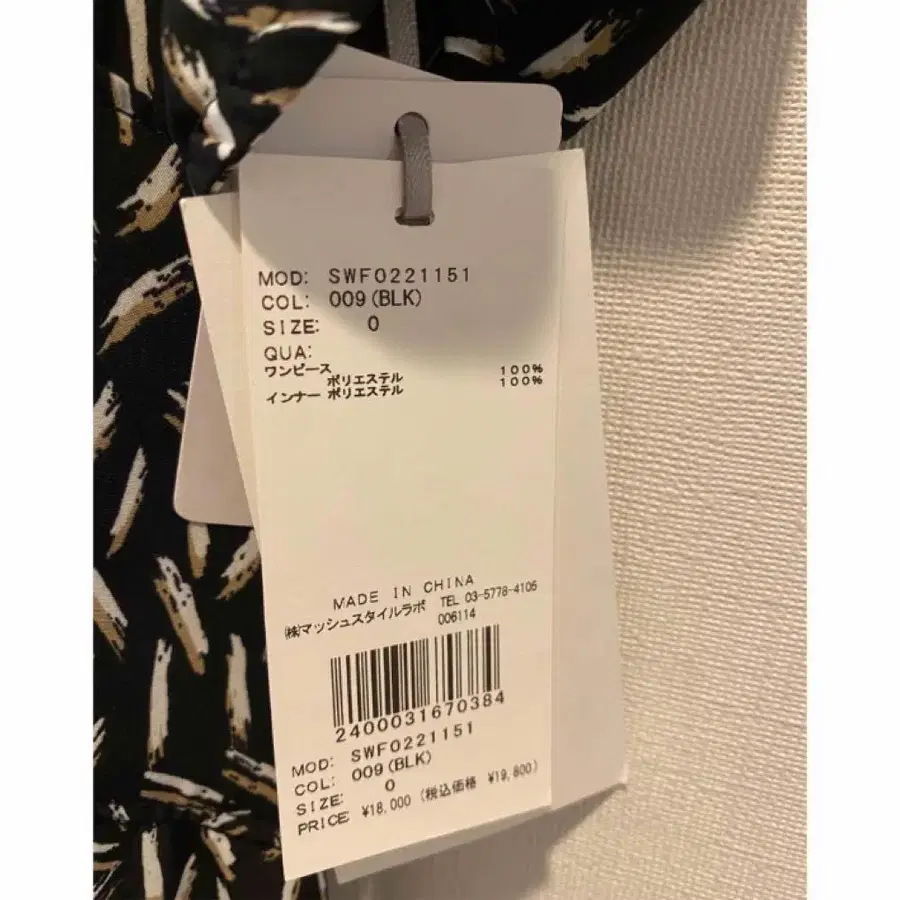 MOD: SWF0221151
COL: 009(BLK)
SIZE: 0
QUA:
ワンピース
ポリエステル 100%
インナー ポリエステル 100%
MADE IN CHINA
㈱マッシュスタイルラボ TEL 03-5778-4106
006114
2400031670384
MOD: SWF0221151
COL: 009(BLK)
SIZE: 0
PRICE: ¥18,000 (税込価格 ¥19,800)